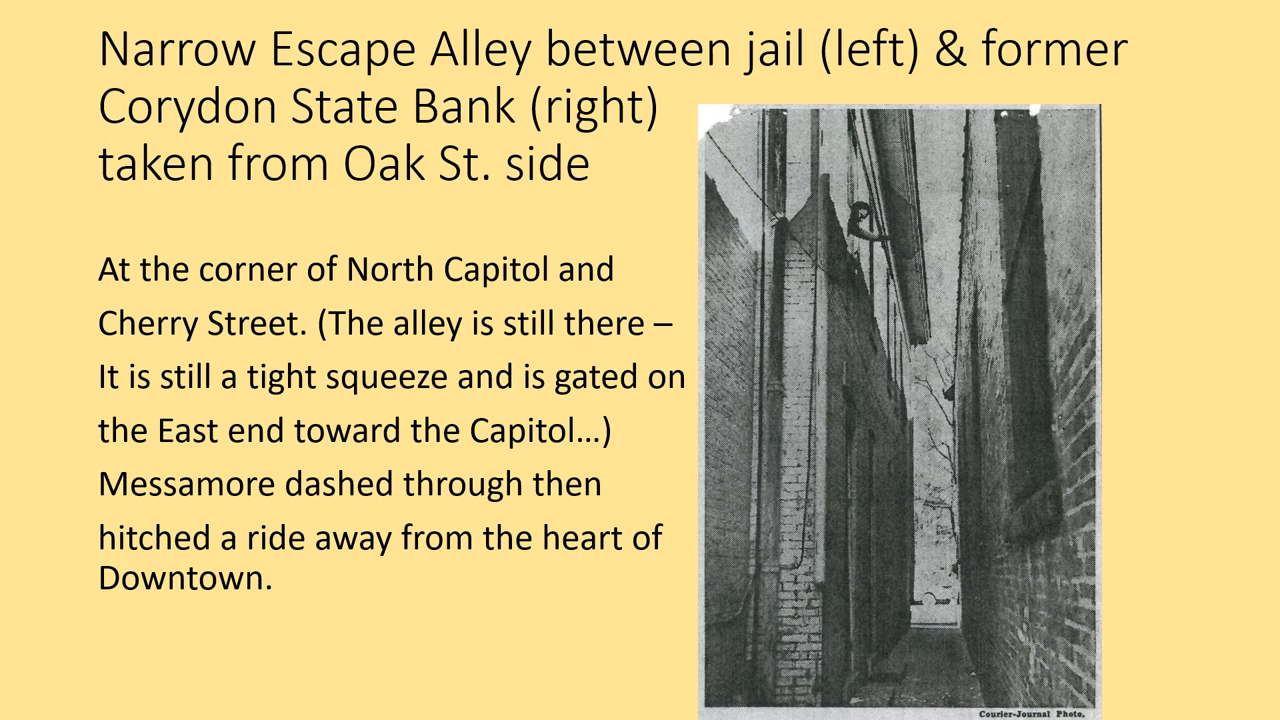 Narrow Escape Alley between jail (left) & former
Corydon State Bank (right)
taken from Oak St. side
At the corner of North Capitol and
Cherry Street. (The alley is still there –
It is still a tight squeeze and is gated on
the East end toward the Capitol…)
Messamore dashed through then
hitched a ride away from the heart of
Downtown.
Courier-Journal Photo.